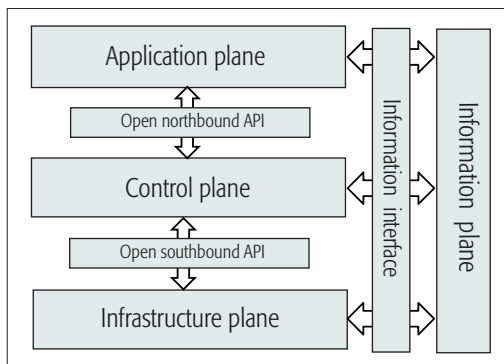 Application plane
Open northbound API
Control plane
Open southbound API
Infrastructure plane
Information interface
Information plane